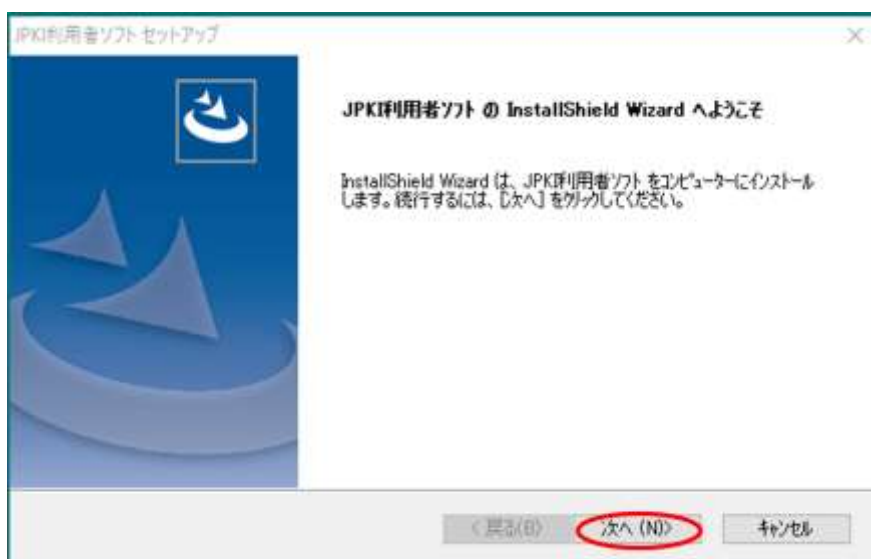 JPKI利用者ソフト セットアップ
JPKI利用者ソフト の InstallShield Wizard へようこそ
InstallShield Wizard は、JPKI利用者ソフト をコンピューターにインストール
します。続行するには、[次へ] をクリックしてください。
< 戻る(B)
次へ (N)>
キャンセル